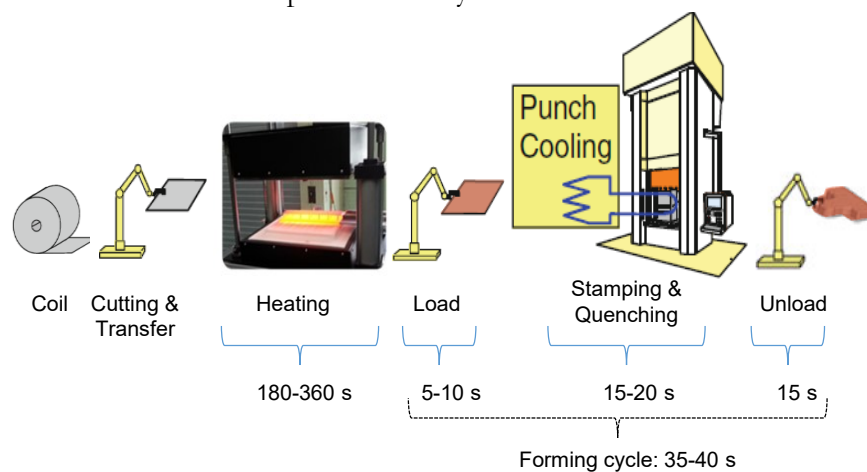 Punch
Cooling
Coil
Cutting &
Transfer
Heating
Load
Stamping &
Quenching
Unload
180-360 s
5-10 s
15-20 s
15 s
Forming cycle: 35-40 s